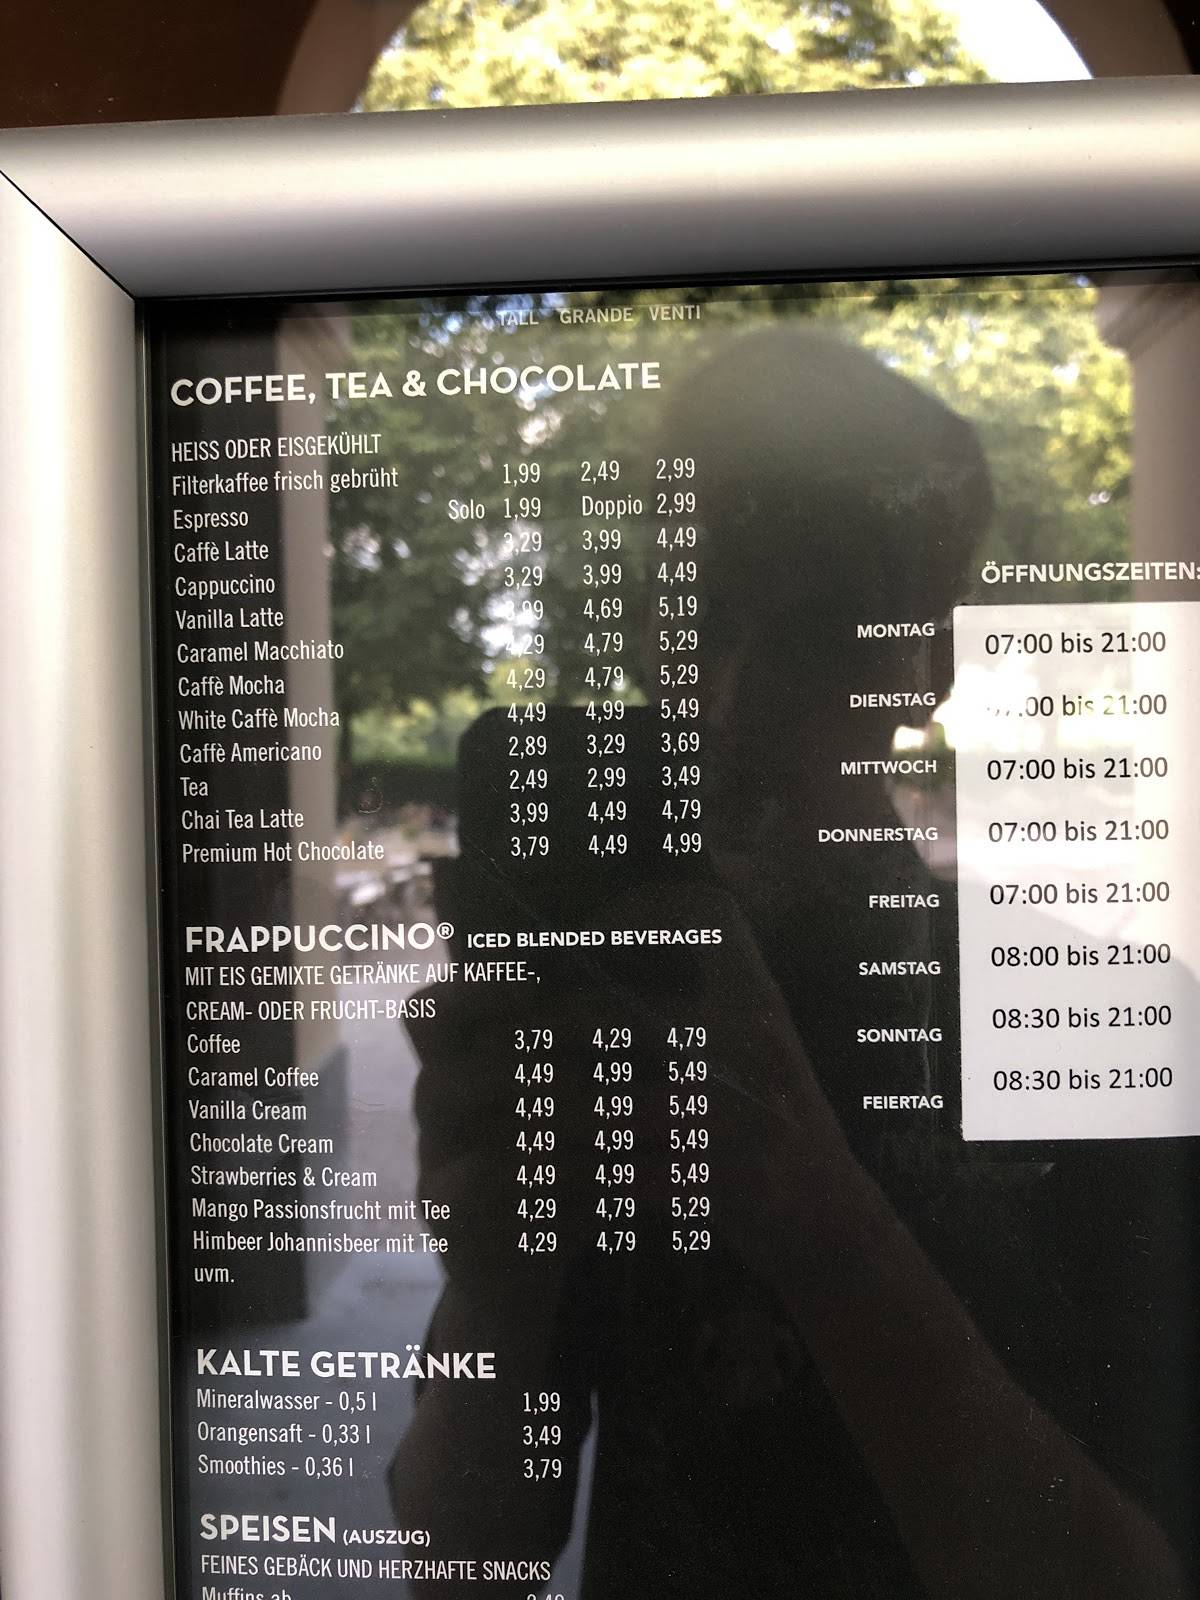 TALL GRANDE VENTI
COFFEE, TEA & CHOCOLATE
HEISS ODER EISGEKÜHLT
Filterkaffee frisch gebrüht 1,99 2,49 2,99
Espresso Solo 1,99 Doppio 2,99
Caffè Latte 3,29 3,99 4,49
Cappuccino 3,29 3,99 4,49
Vanilla Latte 3,99 4,69 5,19
Caramel Macchiato 4,29 4,79 5,29
Caffè Mocha 4,29 4,79 5,29
White Caffè Mocha 4,49 4,99 5,49
Caffè Americano 2,89 3,29 3,69
Tea 2,49 2,99 3,49
Chai Tea Latte 3,99 4,49 4,79
Premium Hot Chocolate 3,79 4,49 4,99
FRAPPUCCINO® ICED BLENDED BEVERAGES
MIT EIS GEMIXTE GETRÄNKE AUF KAFFEE-,
CREAM- ODER FRUCHT-BASIS
Coffee 3,79 4,29 4,79
Caramel Coffee 4,49 4,99 5,49
Vanilla Cream 4,49 4,99 5,49
Chocolate Cream 4,49 4,99 5,49
Strawberries & Cream 4,49 4,99 5,49
Mango Passionsfrucht mit Tee 4,29 4,79 5,29
Himbeer Johannisbeer mit Tee 4,29 4,79 5,29
uvm.
KALTE GETRÄNKE
Mineralwasser - 0,5 l 1,99
Orangensaft - 0,33 l 3,49
Smoothies - 0,36 l 3,79
SPEISEN (AUSZUG)
FEINES GEBÄCK UND HERZHAFTE SNACKS
Muffins ab
ÖFFNUNGSZEITEN:
MONTAG 07:00 bis 21:00
DIENSTAG bis 21:00
MITTWOCH 07:00 bis 21:00
DONNERSTAG 07:00 bis 21:00
FREITAG 07:00 bis 21:00
SAMSTAG 08:00 bis 21:00
SONNTAG 08:30 bis 21:00
FEIERTAG 08:30 bis 21:00